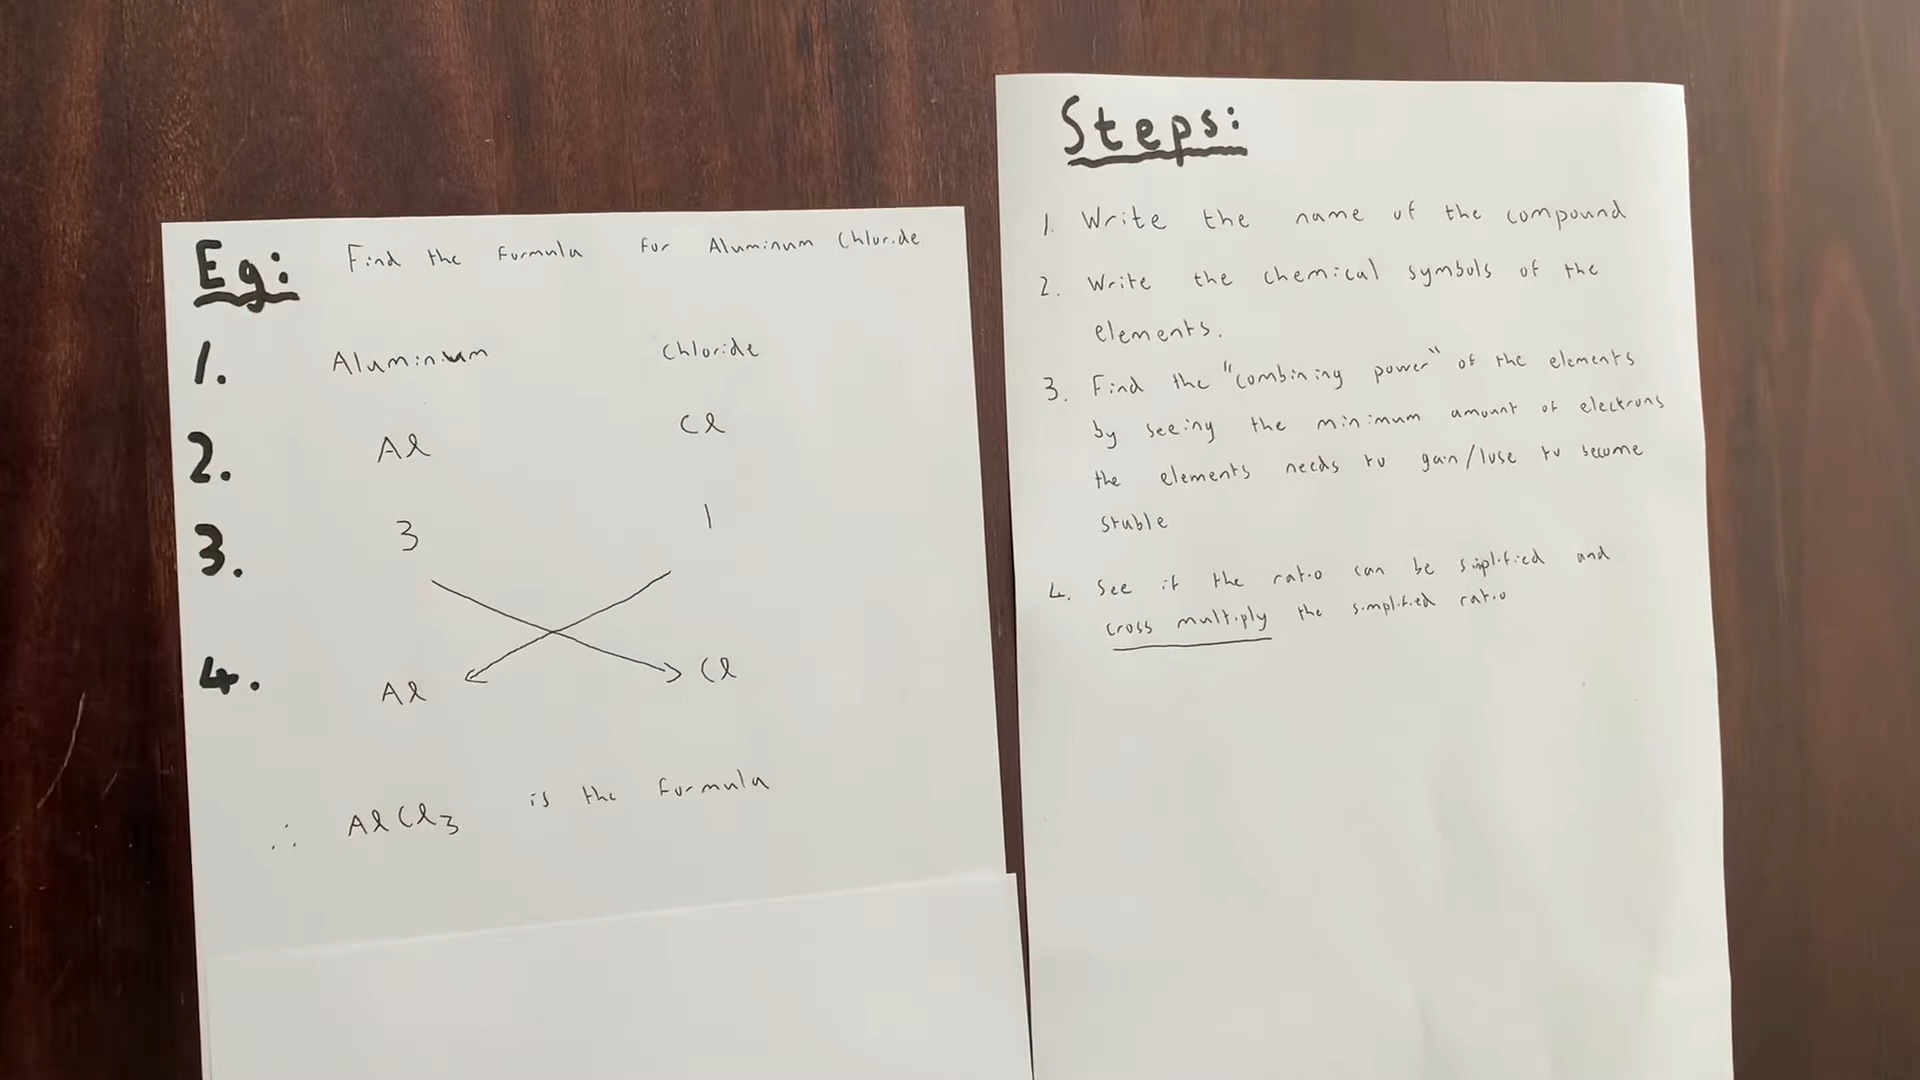 Eg: Find the formula for Aluminum Chloride
1. Aluminium Chloride
2. Al Cl
3. 3 1
4. Al Cl
∴ AlCl3 is the formula
Steps:
1. Write the name of the compound
2. Write the chemical symbols of the
elements.
3. Find the "combining power" of the elements
by seeing the minimum amount of electrons
the elements needs to gain/lose to become
stable
4. See if the ratio can be simplified and
cross multiply the simplified ratio